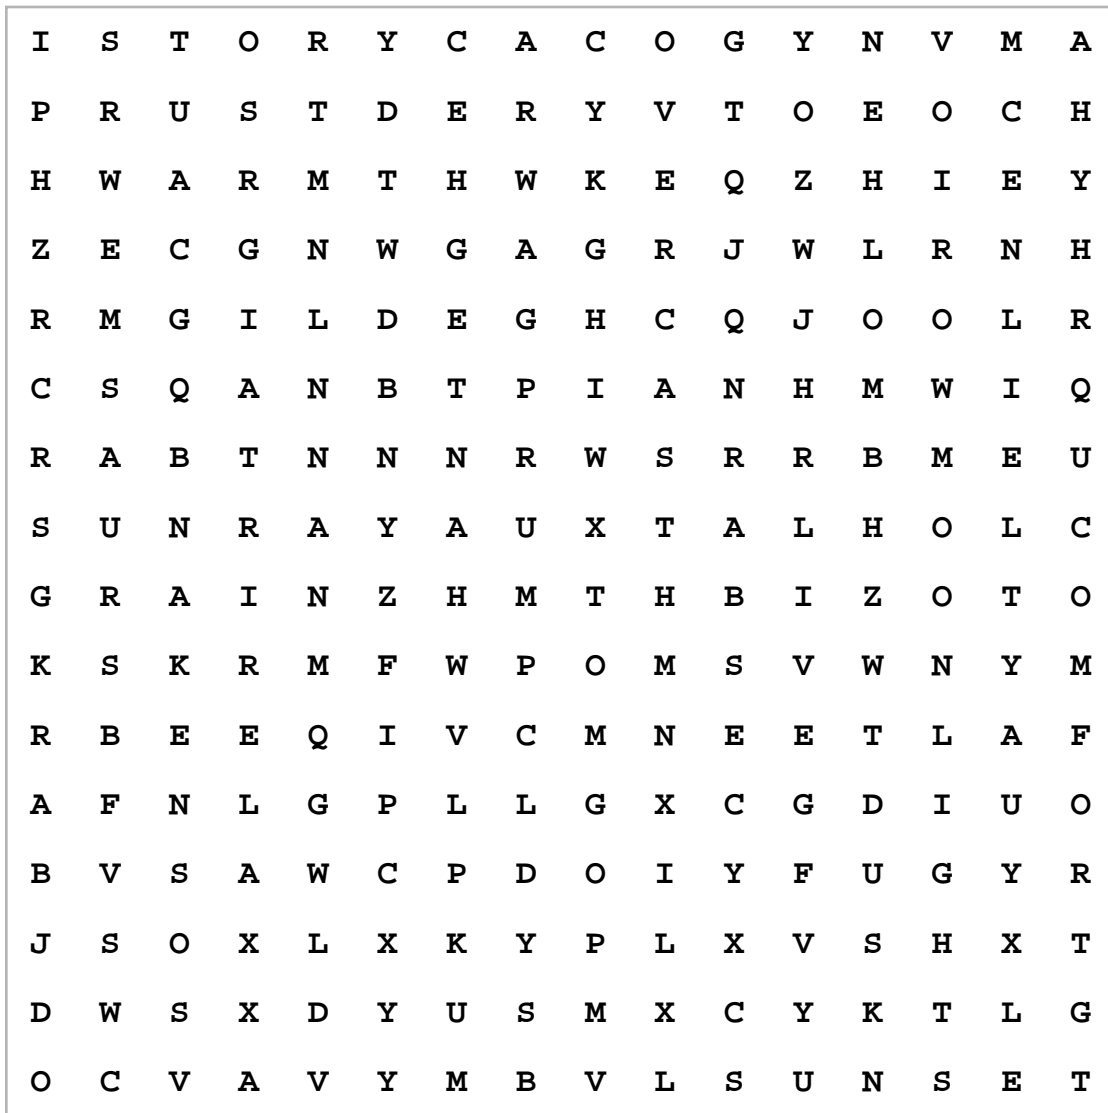 I S T O R Y C A C O G Y N V M A
P R U S T D E R Y V T O E O C H
H W A R M T H W K E Q Z H I E Y
Z E C G N W G A G R J W L R N H
R M G I L D E G H C Q J O O L R
C S Q A N B T P I A N H M W I Q
R A B T N N N R W S R R B M E U
S U N R A Y A U X T A L H O L C
G R A I N Z H M T H B I Z O T O
K S K R M F W P O M S V W N Y M
R B E E Q I V C M N E E T L A F
A F N L G P L L G X C G D I U O
B V S A W C P D O I Y F U G Y R
J S O X L X K Y P L X V S H X T
D W S X D Y U S M X C Y K T L G
O C V A V Y M B V L S U N S E T